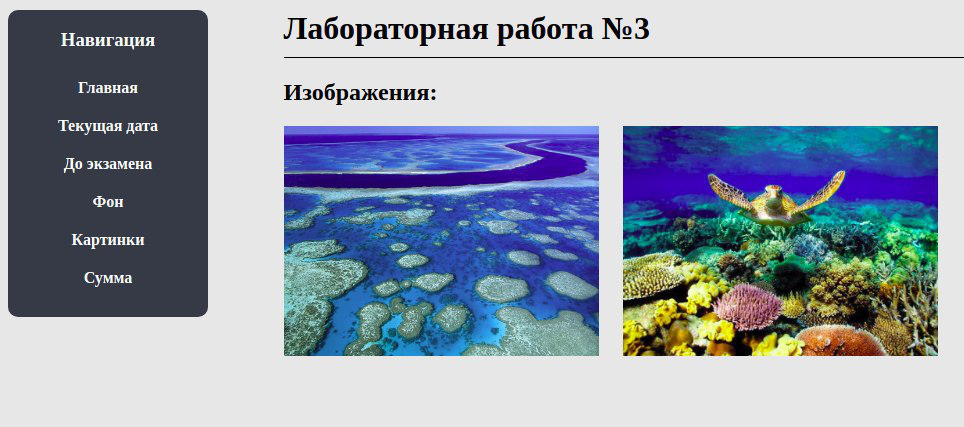 Навигация
Главная
Текущая дата
До экзамена
Фон
Картинки
Сумма
Лабораторная работа №3
Изображения: